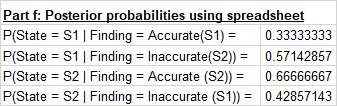 Part f: Posterior probabilities using spreadsheet
P(State = S1 | Finding = Accurate(S1) = 0.33333333
P(State = S1 | Finding = Inaccurate(S2)) = 0.57142857
P(State = S2 | Finding = Accurate (S2)) = 0.66666667
P(State = S2 | Finding = Inaccurate (S1)) = 0.42857143